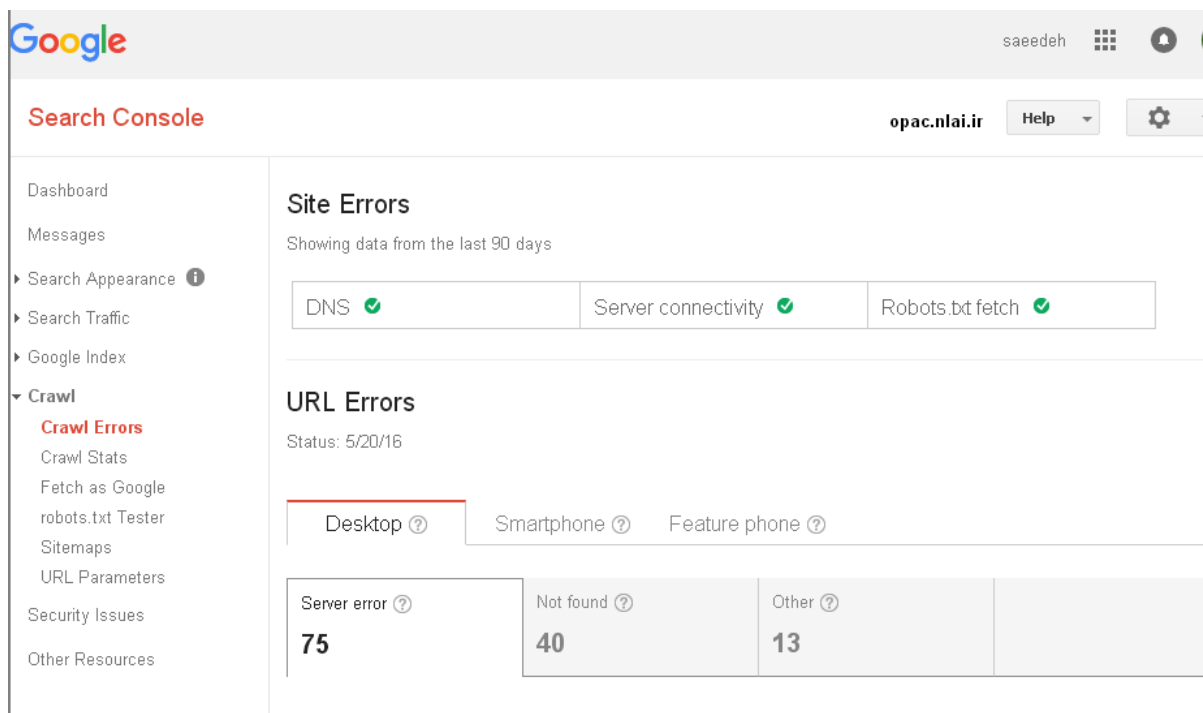 Google
saeedeh
Search Console
opac.nlai.ir
Help
Dashboard
Messages
Search Appearance
Search Traffic
Google Index
Crawl
Crawl Errors
Crawl Stats
Fetch as Google
robots.txt Tester
Sitemaps
URL Parameters
Security Issues
Other Resources
Site Errors
Showing data from the last 90 days
DNS
Server connectivity
Robots.txt fetch
URL Errors
Status: 5/20/16
Desktop
Smartphone
Feature phone
Server error
75
Not found
40
Other
13